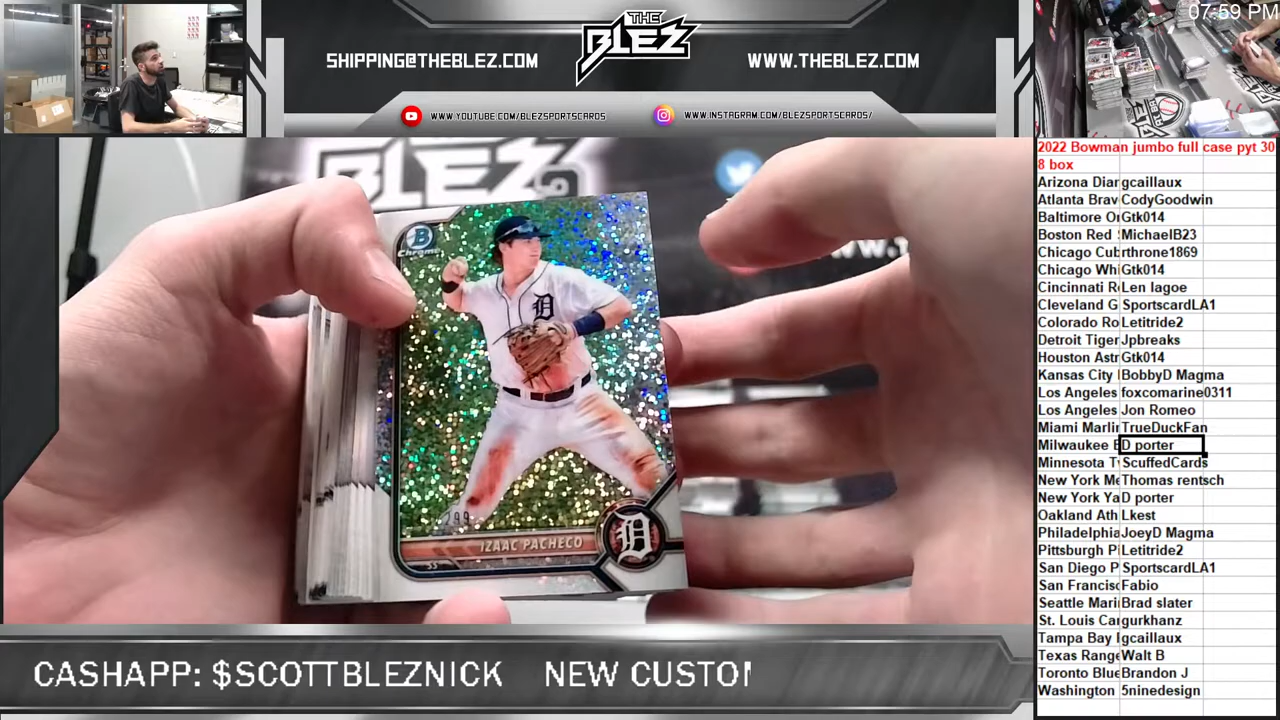 07:59 PM
THE
BLEZ
SHIPPING@THEBLEZ.COM
WWW.THEBLEZ.COM
WWW.YOUTUBE.COM/BLEZSPORTSCARDS
WWW.INSTAGRAM.COM/BLEZSPORTSCARDS/
BLEZ
B
Chrome
D
IZAAC PACHECO
SS
D
2022 Bowman jumbo full case pyt 30
8 box
Arizona Diar gcaillaux
Atlanta Brav CodyGoodwin
Baltimore Or Gtk014
Boston Red MichaelB23
Chicago Cub rthrone1869
Chicago Whi Gtk014
Cincinnati Re Len lagoe
Cleveland G SportscardLA1
Colorado Ro Letitride2
Detroit Tiger Jpbreaks
Houston Astr Gtk014
Kansas City BobbyD Magma
Los Angeles foxcomarine0311
Los Angeles Jon Romeo
Miami Marlin TrueDuckFan
Milwaukee B D porter
Minnesota Tw ScuffedCards
New York Me Thomas rentsch
New York Ya D porter
Oakland Ath Lkest
Philadelphia JoeyD Magma
Pittsburgh P Letitride2
San Diego P SportscardLA1
San Francisc Fabio
Seattle Mari Brad slater
St. Louis Car gurkhanz
Tampa Bay gcaillaux
Texas Range Walt B
Toronto Blue Brandon J
Washington 5ninedesign
CASHAPP: $SCOTTBLEZNICK NEW CUSTO